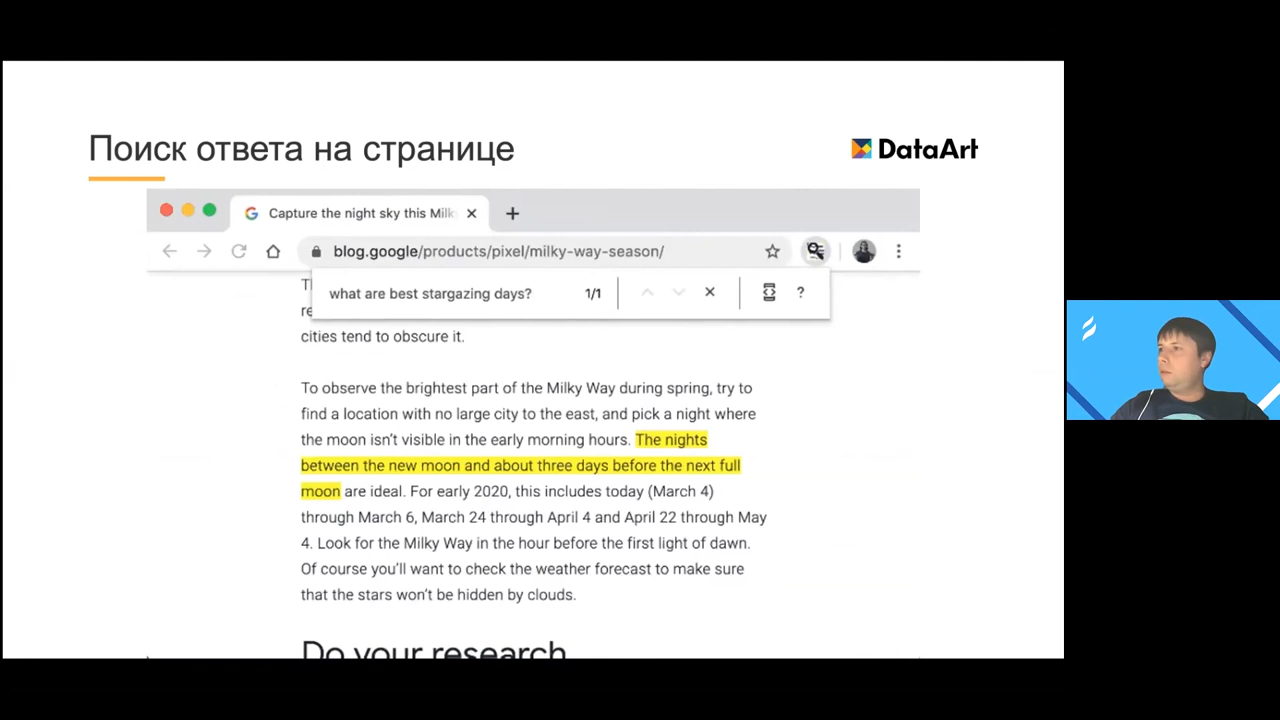 Поиск ответа на странице
DataArt
Capture the night sky this Milk
blog.google/products/pixel/milky-way-season/
what are best stargazing days? 1/1 ?
cities tend to obscure it.
To observe the brightest part of the Milky Way during spring, try to
find a location with no large city to the east, and pick a night where
the moon isn’t visible in the early morning hours. The nights
between the new moon and about three days before the next full
moon are ideal. For early 2020, this includes today (March 4)
through March 6, March 24 through April 4 and April 22 through May
4. Look for the Milky Way in the hour before the first light of dawn.
Of course you’ll want to check the weather forecast to make sure
that the stars won’t be hidden by clouds.
Do your research